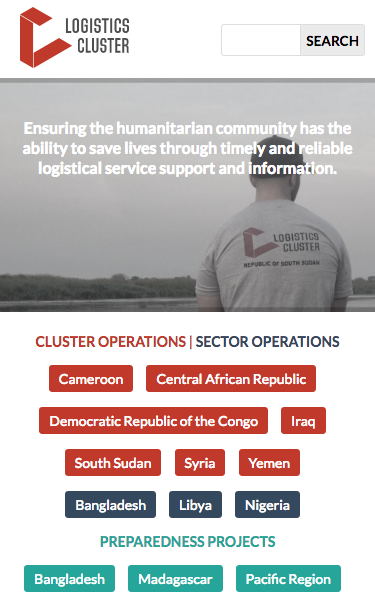 LOGISTICS
CLUSTER
SEARCH
Ensuring the humanitarian community has the
ability to save lives through timely and reliable
logistical service support and information.
LOGISTICS
CLUSTER
REPUBLIC OF SOUTH SUDAN
CLUSTER OPERATIONS | SECTOR OPERATIONS
Cameroon Central African Republic
Democratic Republic of the Congo Iraq
South Sudan Syria Yemen
Bangladesh Libya Nigeria
PREPAREDNESS PROJECTS
Bangladesh Madagascar Pacific Region